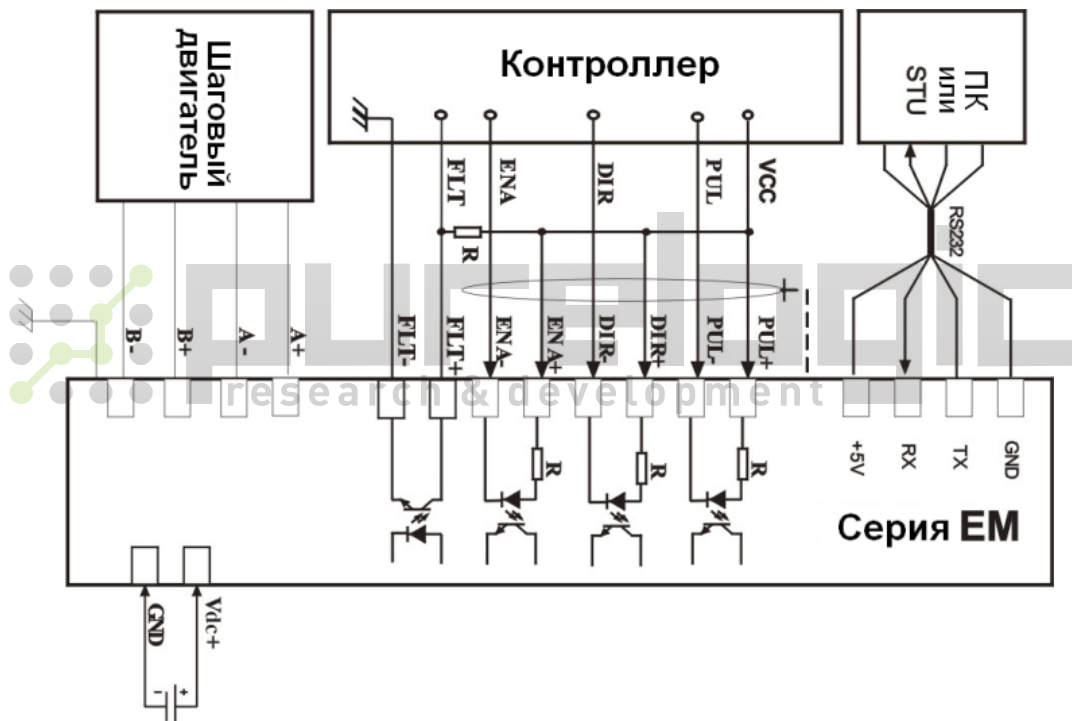 Шаговый
двигатель
Контроллер
ПК
или
STU
FLT
ENA
DIR
PUL
VCC
R
RS232
B-
B+
A-
A+
FLT-
FLT+
ENA-
ENA+
DIR-
DIR+
PUL-
PUL+
purelogic
research & development
R
R
R
+5V
RX
TX
GND
Серия EM
GND
Vdc+
-
+